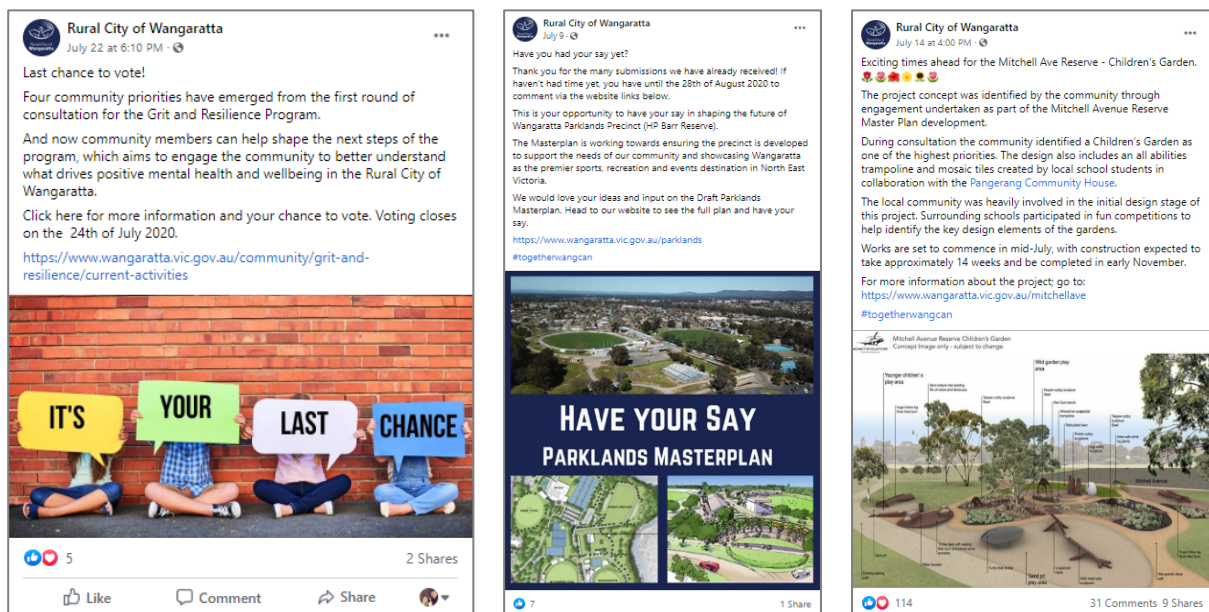 Rural City of Wangaratta
July 22 at 6:10 PM ·
Last chance to vote!
Four community priorities have emerged from the first round of
consultation for the Grit and Resilience Program.
And now community members can help shape the next steps of the
program, which aims to engage the community to better understand
what drives positive mental health and wellbeing in the Rural City of
Wangaratta.
Click here for more information and your chance to vote. Voting closes
on the 24th of July 2020.
https://www.wangaratta.vic.gov.au/community/grit-and-
resilience/current-activities
IT'S YOUR LAST CHANCE
5 2 Shares
Like Comment Share
Rural City of Wangaratta
July 9 ·
Have you had your say yet?
Thank you for the many submissions we have already received! If
haven't had time yet, you have until the 28th of August 2020 to
comment via the website links below.
This is your opportunity to have your say in shaping the future of
Wangaratta Parklands Precinct (HP Barr Reserve).
The Masterplan is working towards ensuring the precinct is developed
to support the needs of our community and showcasing Wangaratta
as the premier sports, recreation and events destination in North East
Victoria.
We would love your ideas and input on the Draft Parklands
Masterplan. Head to our website to see the full plan and have your
say.
https://www.wangaratta.vic.gov.au/parklands
#togetherwangcan
HAVE YOUR SAY
PARKLANDS MASTERPLAN
7 1 Share
Rural City of Wangaratta
July 14 at 4:00 PM ·
Exciting times ahead for the Mitchell Ave Reserve - Children's Garden.
The project concept was identified by the community through
engagement undertaken as part of the Mitchell Avenue Reserve
Master Plan development.
During consultation the community identified a Children's Garden as
one of the highest priorities. The design also includes an all abilities
trampoline and mosaic tiles created by local school students in
collaboration with the Pangerang Community House.
The local community was heavily involved in the initial design stage of
this project. Surrounding schools participated in fun competitions to
help identify the key design elements of the gardens.
Works are set to commence in mid-July, with construction expected to
take approximately 14 weeks and be completed in early November.
For more information about the project; go to:
https://www.wangaratta.vic.gov.au/mitchellave
#togetherwangcan
Mitchell Avenue Reserve Children's Garden
Concept Image only - subject to change
Wild garden play
area
Younger children's
play area
Mitchell Avenue
Sand pit
play area
114 31 Comments 9 Shares